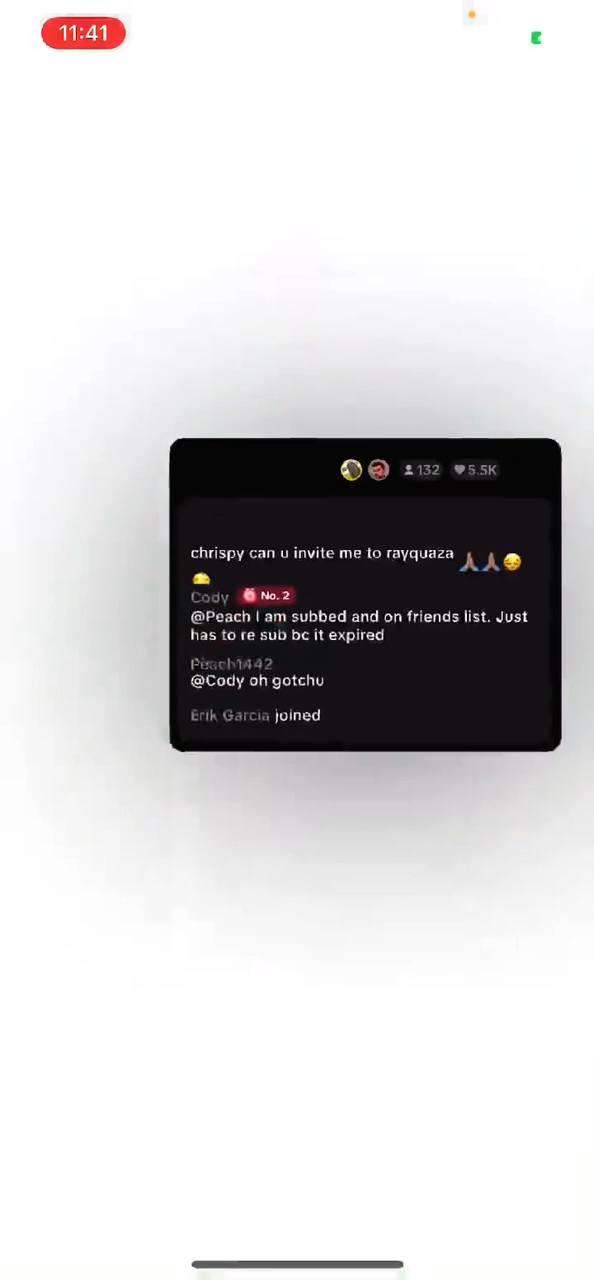 11:41
132 5.5K
chrispy can u invite me to rayquaza 🙏🏽🙏🏽😔
Cody No. 2
@Peach I am subbed and on friends list. Just
has to re sub bc it expired
Peach1442
@Cody oh gotchu
Erik Garcia joined